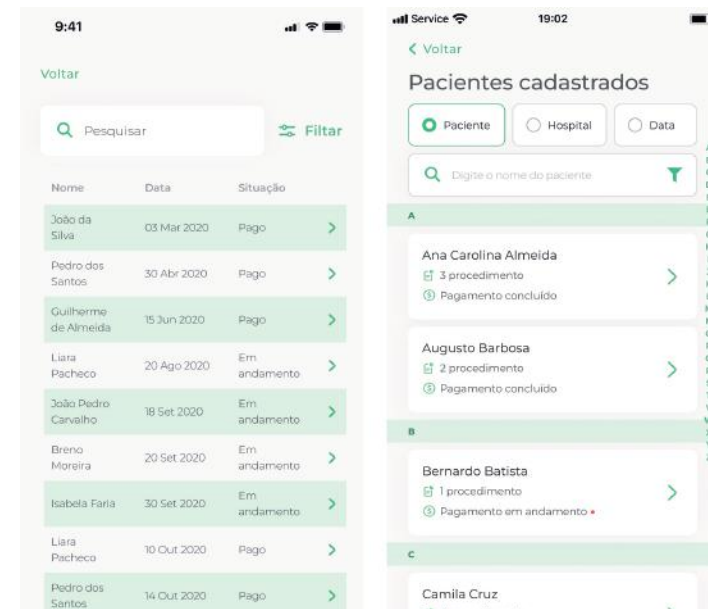 9:41
Voltar
Pesquisar
Filtar
Nome Data Situação
João da Silva 03 Mar 2020 Pago
Pedro dos Santos 30 Abr 2020 Pago
Guilherme de Almeida 15 Jun 2020 Pago
Liara Pacheco 20 Ago 2020 Em andamento
João Pedro Carvalho 18 Set 2020 Em andamento
Breno Moreira 20 Set 2020 Em andamento
Isabela Faria 30 Set 2020 Em andamento
Liara Pacheco 10 Out 2020 Pago
Pedro dos Santos 14 Out 2020 Pago
Service 19:02
Voltar
Pacientes cadastrados
Paciente Hospital Data
Digite o nome do paciente
A
Ana Carolina Almeida
3 procedimento
Pagamento concluído
Augusto Barbosa
2 procedimento
Pagamento concluído
B
Bernardo Batista
1 procedimento
Pagamento em andamento
C
Camila Cruz